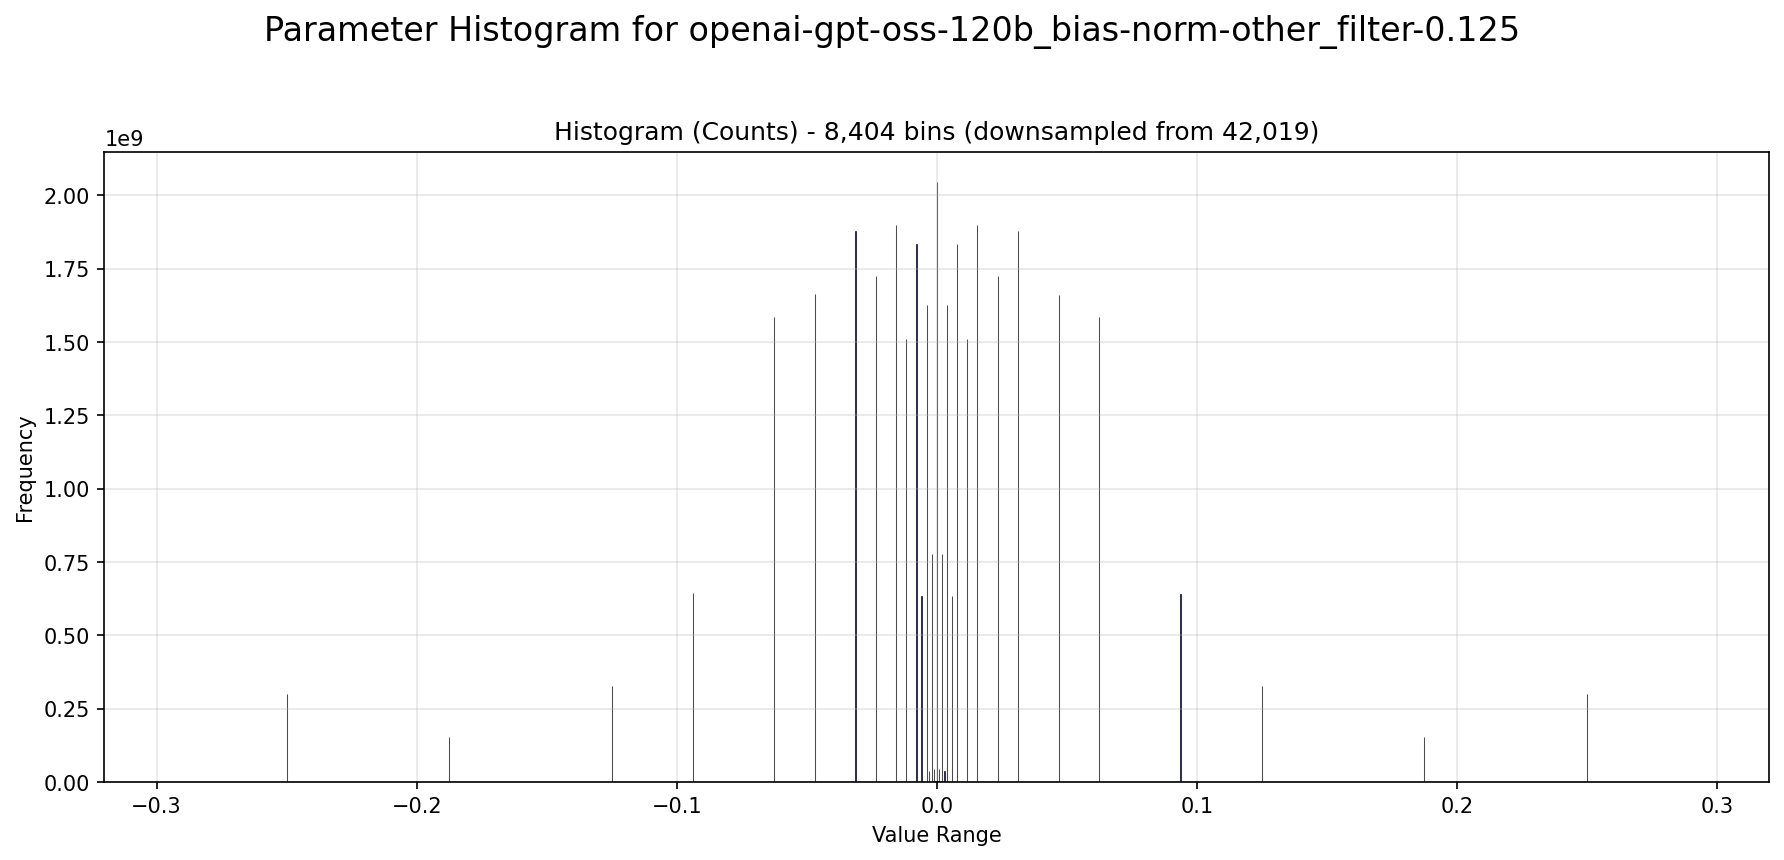 Parameter Histogram for openai-gpt-oss-120b_bias-norm-other_filter-0.125
Histogram (Counts) - 8,404 bins (downsampled from 42,019)
1e9
2.00
1.75
1.50
1.25
1.00
0.75
0.50
0.25
0.00
Frequency
−0.3 −0.2 −0.1 0.0 0.1 0.2 0.3
Value Range